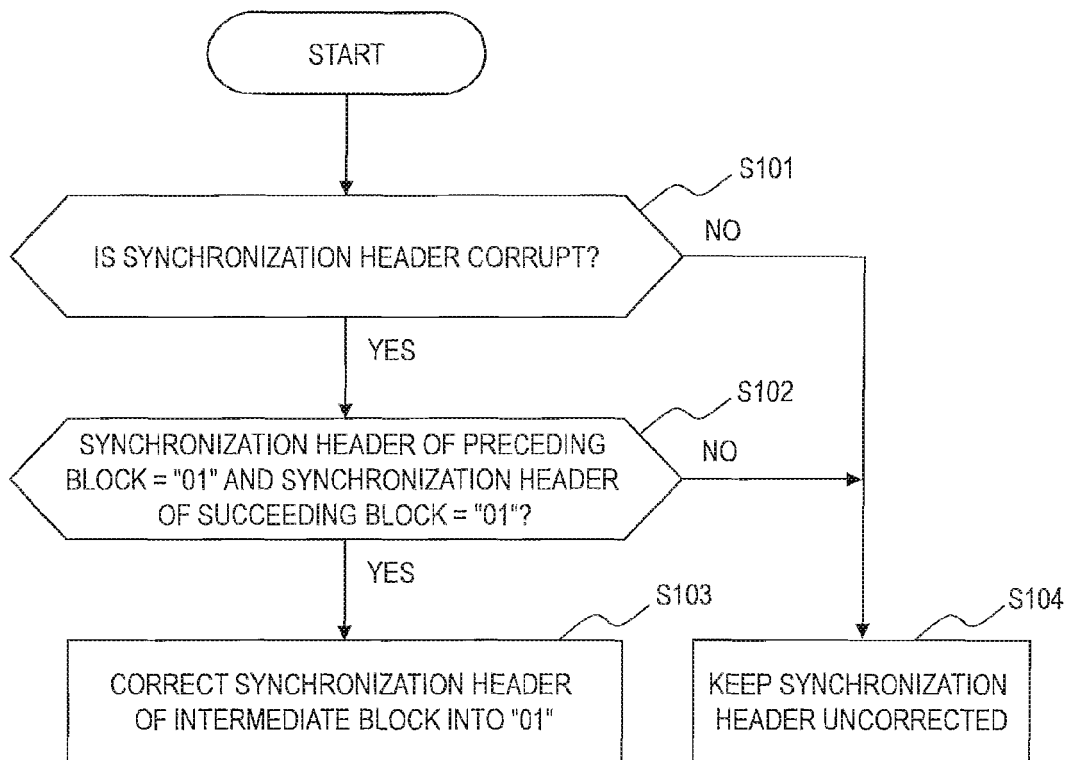 START
S101
IS SYNCHRONIZATION HEADER CORRUPT?
NO
YES
S102
SYNCHRONIZATION HEADER OF PRECEDING
BLOCK = "01" AND SYNCHRONIZATION HEADER
OF SUCCEEDING BLOCK = "01"?
NO
YES
S103
CORRECT SYNCHRONIZATION HEADER
OF INTERMEDIATE BLOCK INTO "01"
S104
KEEP SYNCHRONIZATION
HEADER UNCORRECTED